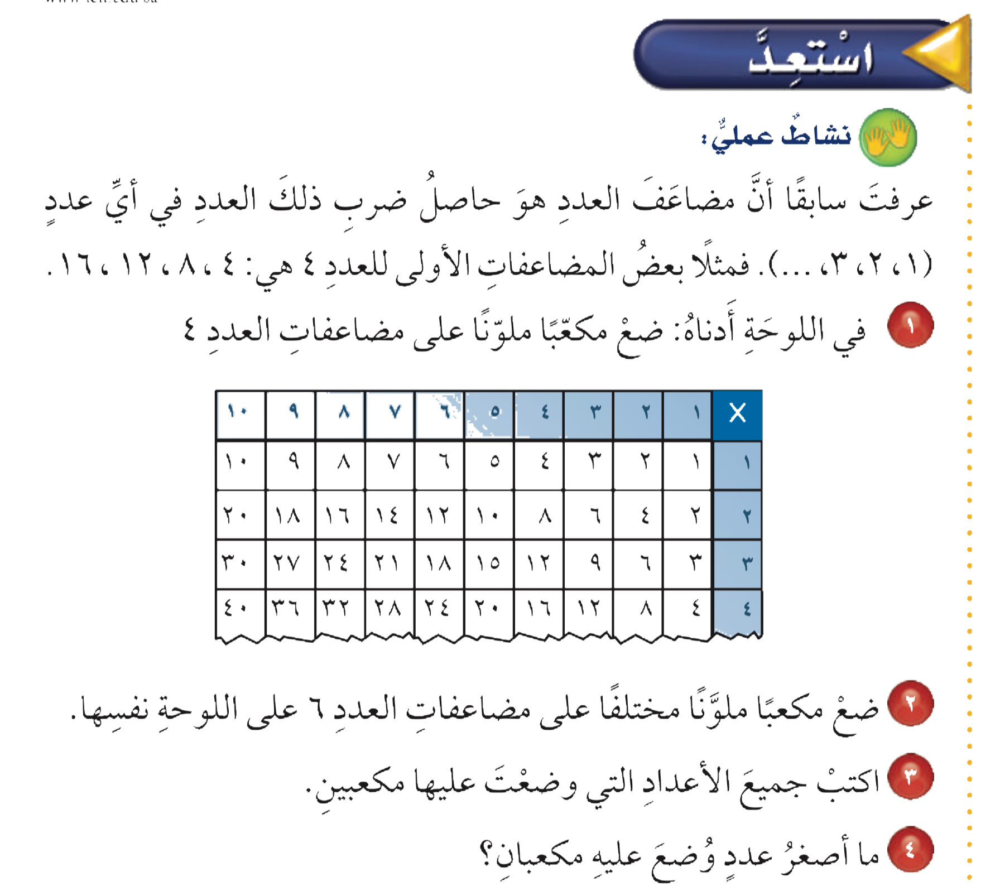 اسْتعِدَّ
نشاطٌ عمليٌّ:
عرفتَ سابقًا أنَّ مضاعَفَ العددِ هوَ حاصلُ ضربِ ذلكَ العددِ في أيِّ عددٍ
(١، ٢، ٣، ...). فمثلًا بعضُ المضاعفاتِ الأولى للعددِ ٤ هي: ٤، ٨، ١٢، ١٦.
١ في اللوحَةِ أَدناهُ: ضعْ مكعّبًا ملوّنًا على مضاعفاتِ العددِ ٤
X ١ ٢ ٣ ٤ ٥ ٦ ٧ ٨ ٩ ١٠
١ ١ ٢ ٣ ٤ ٥ ٦ ٧ ٨ ٩ ١٠
٢ ٢ ٤ ٦ ٨ ١٠ ١٢ ١٤ ١٦ ١٨ ٢٠
٣ ٣ ٦ ٩ ١٢ ١٥ ١٨ ٢١ ٢٤ ٢٧ ٣٠
٤ ٤ ٨ ١٢ ١٦ ٢٠ ٢٤ ٢٨ ٣٢ ٣٦ ٤٠
٢ ضعْ مكعبًا ملوَّنًا مختلفًا على مضاعفاتِ العددِ ٦ على اللوحةِ نفسِها.
٣ اكتبْ جميعَ الأعدادِ التي وضعْتَ عليها مكعبينِ.
٤ ما أصغرُ عددٍ وُضعَ عليهِ مكعبانِ؟